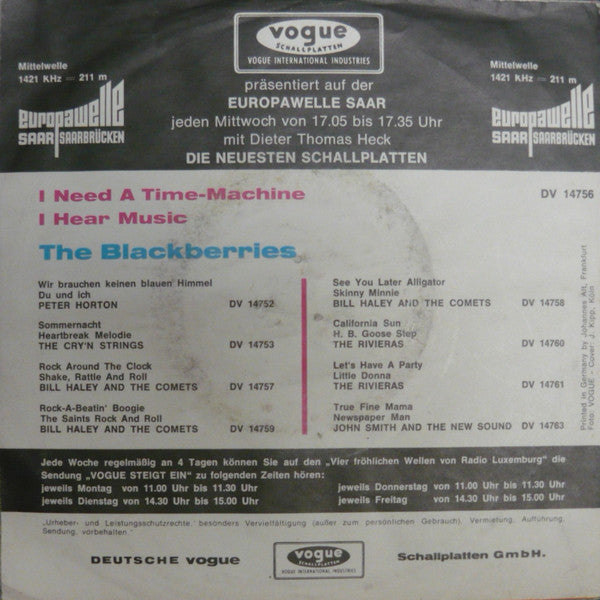 vogue
SCHALLPLATTEN
VOGUE INTERNATIONAL INDUSTRIES
Mittelwelle
1421 KHz = 211 m
europawelle
SAAR SAARBRÜCKEN
präsentiert auf der
EUROPAWELLE SAAR
jeden Mittwoch von 17.05 bis 17.35 Uhr
mit Dieter Thomas Heck
DIE NEUESTEN SCHALLPLATTEN
Mittelwelle
1421 KHz = 211 m
europawelle
SAAR SAARBRÜCKEN
I Need A Time-Machine
DV 14756
I Hear Music
The Blackberries
Wir brauchen keinen blauen Himmel
Du und ich
PETER HORTON DV 14752
Sommernacht
Heartbreak Melodie
THE CRY'N STRINGS DV 14753
Rock Around The Clock
Shake, Rattle And Roll
BILL HALEY AND THE COMETS DV 14757
Rock-A-Beatin' Boogie
The Saints Rock And Roll
BILL HALEY AND THE COMETS DV 14759
See You Later Alligator
Skinny Minnie
BILL HALEY AND THE COMETS DV 14758
California Sun
H. B. Goose Step
THE RIVIERAS DV 14760
Let's Have A Party
Little Donna
THE RIVIERAS DV 14761
True Fine Mama
Newspaper Man
JOHN SMITH AND THE NEW SOUND DV 14763
Printed in Germany by Johannes Alt, Frankfurt
Foto: VOGUE - Cover: J. Kipp, Köln
Jede Woche regelmäßig an 4 Tagen können Sie auf den „Vier fröhlichen Wellen von Radio Luxemburg" die
Sendung „VOGUE STEIGT EIN" zu folgenden Zeiten hören:
jeweils Montag von 11.00 Uhr bis 11.30 Uhr
jeweils Dienstag von 14.30 Uhr bis 15.00 Uhr
jeweils Donnerstag von 11.00 Uhr bis 11.30 Uhr
jeweils Freitag von 14.30 Uhr bis 15.00 Uhr
„Urheber- und Leistungsschutzrechte, besonders Vervielfältigung (außer zum persönlichen Gebrauch), Vermietung, Aufführung,
Sendung, vorbehalten "
DEUTSCHE vogue
vogue
SCHALLPLATTEN
VOGUE INTERNATIONAL INDUSTRIES
Schallplatten GmbH.